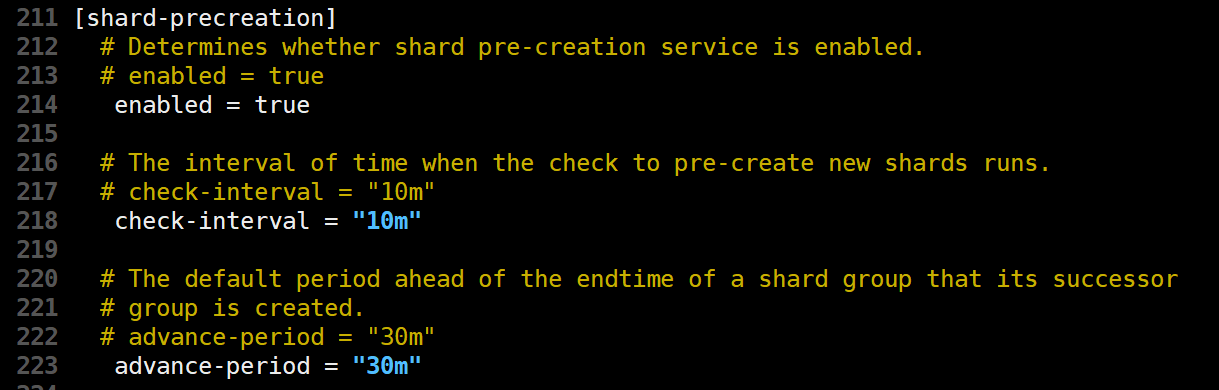 211 [shard-precreation]
212   # Determines whether shard pre-creation service is enabled.
213   # enabled = true
214    enabled = true
215
216   # The interval of time when the check to pre-create new shards runs.
217   # check-interval = "10m"
218    check-interval = "10m"
219
220   # The default period ahead of the endtime of a shard group that its successor
221   # group is created.
222   # advance-period = "30m"
223    advance-period = "30m"